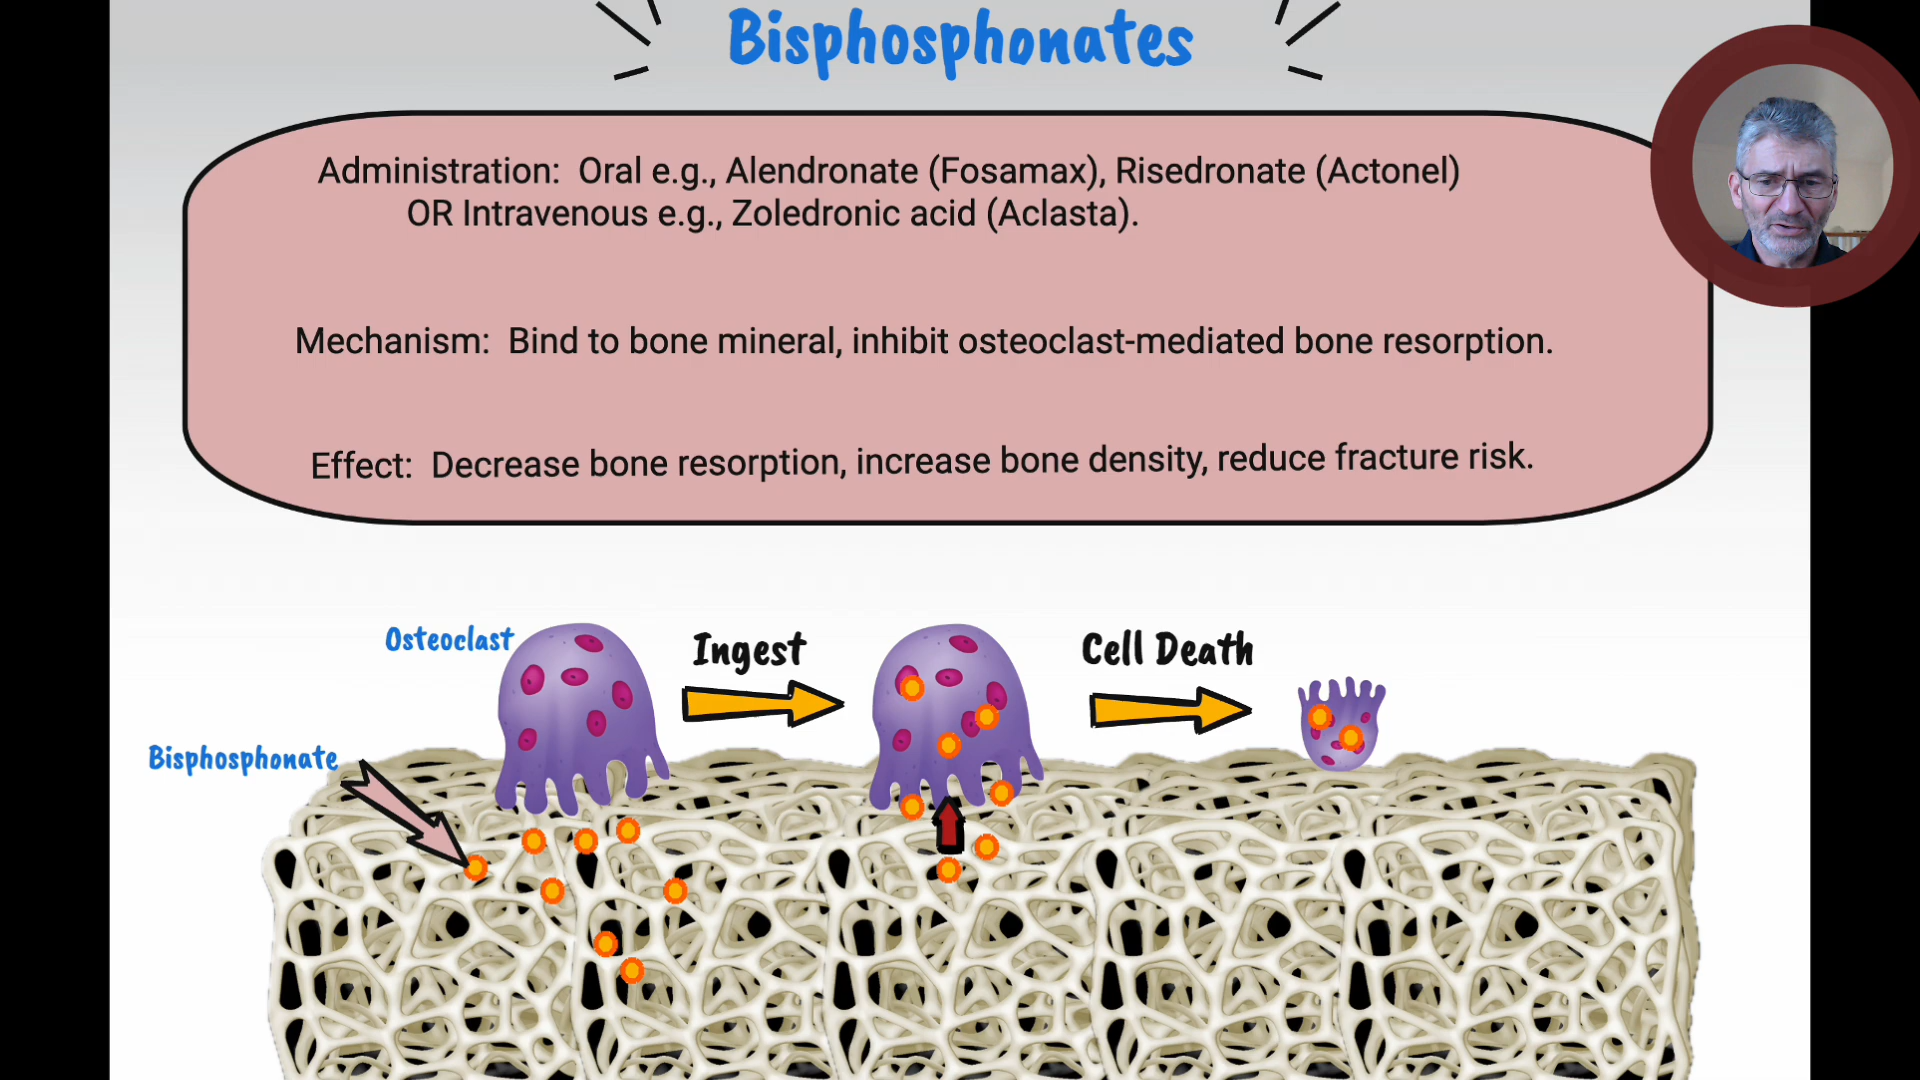 Bisphosphonates
Administration: Oral e.g., Alendronate (Fosamax), Risedronate (Actonel)
OR Intravenous e.g., Zoledronic acid (Aclasta).
Mechanism: Bind to bone mineral, inhibit osteoclast-mediated bone resorption.
Effect: Decrease bone resorption, increase bone density, reduce fracture risk.
Osteoclast
Ingest
Cell Death
Bisphosphonate